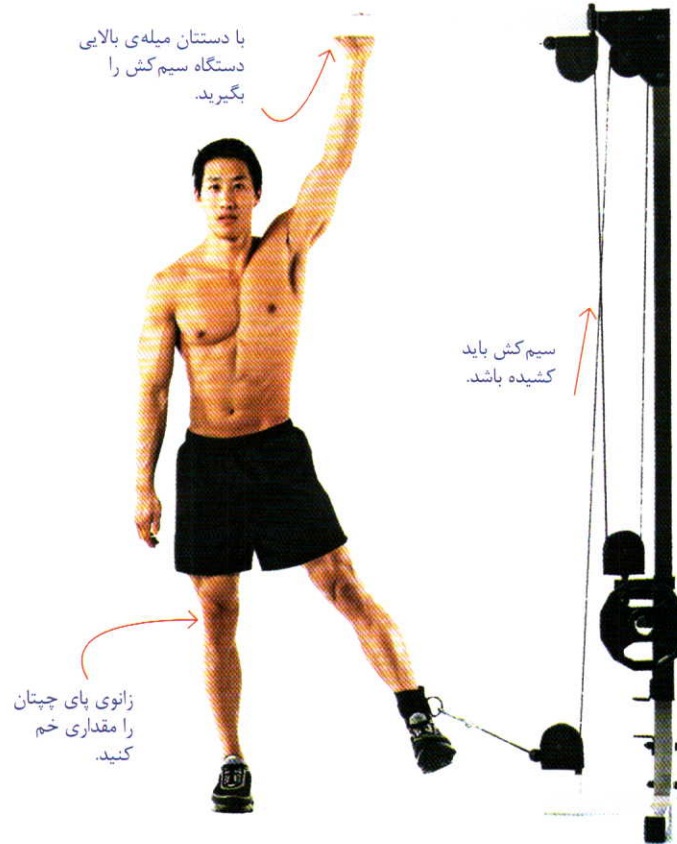 با دستتان میله‌ی بالایی
دستگاه سیم‌کش را
بگیرید.
سیم‌کش باید
کشیده باشد.
زانوی پای چپتان
را مقداری خم
کنید.